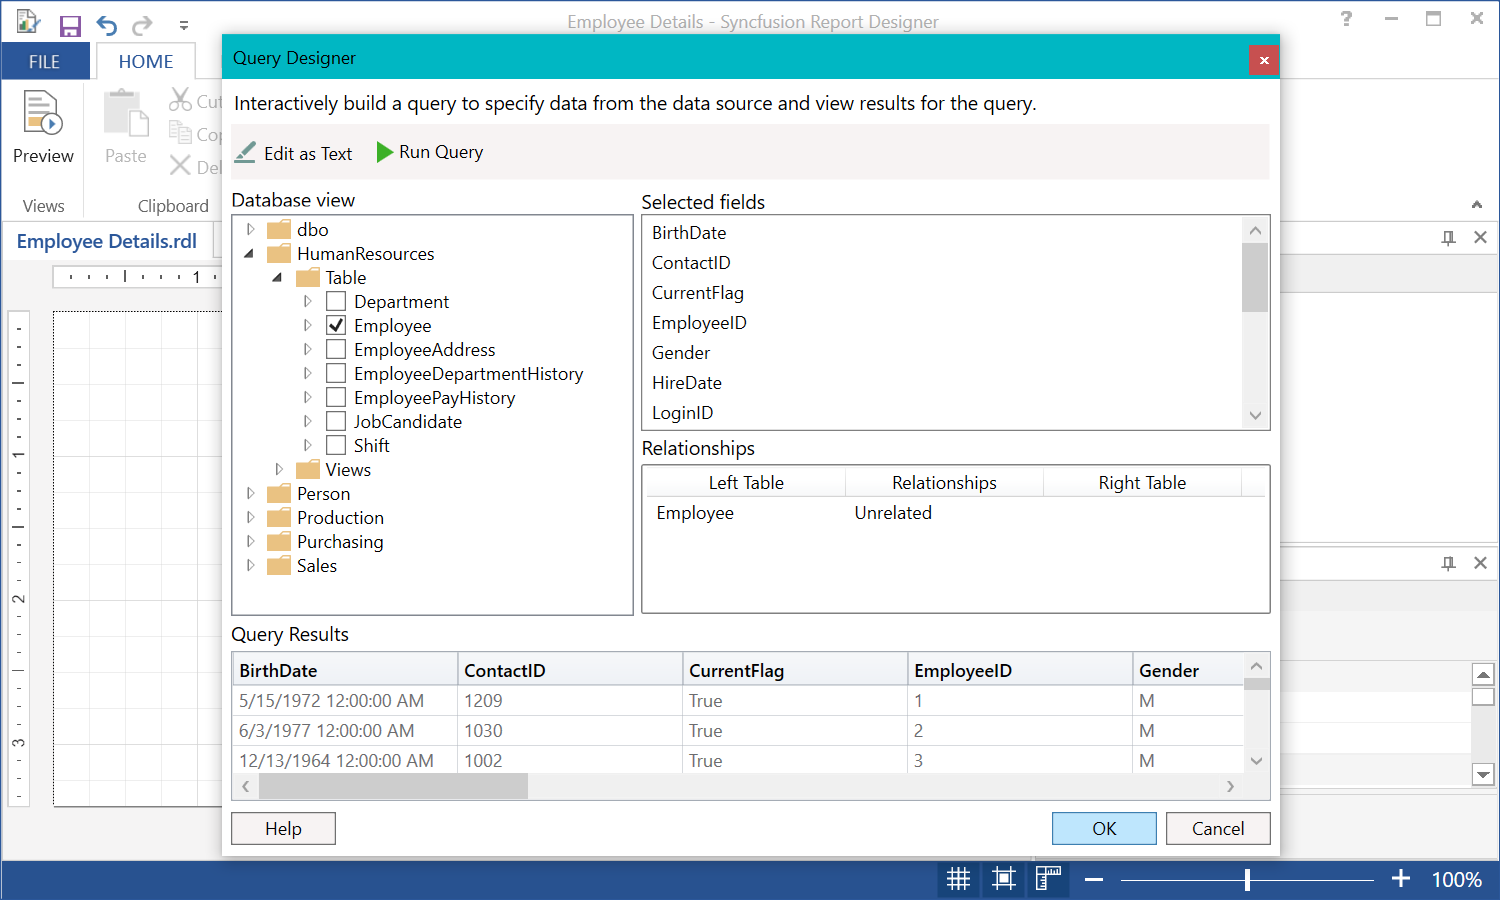 Employee Details - Syncfusion Report Designer
FILE
HOME
Preview
Paste
Cut
Views
Clipboard
Employee Details.rdl
1
1
2
3
Query Designer
Interactively build a query to specify data from the data source and view results for the query.
Edit as Text
Run Query
Database view
dbo
HumanResources
Table
Department
Employee
EmployeeAddress
EmployeeDepartmentHistory
EmployeePayHistory
JobCandidate
Shift
Views
Person
Production
Purchasing
Sales
Selected fields
BirthDate
ContactID
CurrentFlag
EmployeeID
Gender
HireDate
LoginID
Relationships
Left Table Relationships Right Table
Employee Unrelated
Query Results
BirthDate ContactID CurrentFlag EmployeeID Gender
5/15/1972 12:00:00 AM 1209 True 1 M
6/3/1977 12:00:00 AM 1030 True 2 M
12/13/1964 12:00:00 AM 1002 True 3 M
Help
OK
Cancel
100%